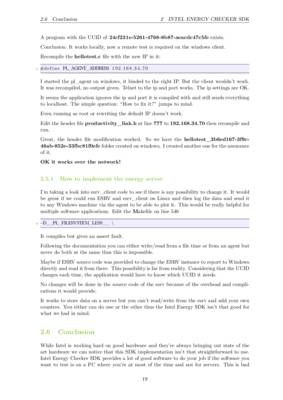 2.6 Conclusion
2 INTEL ENERGY SDK
A program with the UUID of exists.
Conclusion: It works locally, now a remote test is required on the windows client.
Recompile the hellotest.c file with the new IP in it:
#define PL_AGENT_ADDRESS 192.168.34.70
I started the pl_agent on windows, it binded to the right IP. But the client wouldn't work.
It was recompiled, no output given. Telnet to the ip and port works. The ip settings are OK.
It seems the application ignores the ip and port it is compiled with and still sends everything
to localhost. The simple question: "How to fix it?" jumps to mind.
Even running as root or rewriting the default IP doesn't work.
Edit the header file productivity_link.h at line 777 to 192.168.34.70 then recompile and
run.
Great, the header file modification worked. So we have the
folder created on windows. I created another one for the assurance
of it.
OK it works over the network!
2.5.4 How to implement the energy server
I'm taking a look into esrv_client code to see if there is any possibility to change it. It would
be great if we could run ESRV and esrv_client on Linux and then log the data and send it
to any Windows machine via the agent to be able to plot it. This would be really helpful for
multiple software applications. Edit the Makefile on line 540
It compiles but gives an assert fault.
Following the documentation you can either write/read from a file time or from an agent but
never do both at the same time this is impossible.
Maybe if ESRV source code was provided to change the ESRV instance to report to Windows
directly and read it from there. This possibility is far from reality. Considering that the UUID
changes each time, the application would have to know which UUID it needs.
No changes will be done in the source code of the esrv because of the overhead and compli-
cations it would provide.
It works to store data on a server but you can't read/write from the esrv and add your own
counters. You either can do one or the other thus the Intel Energy SDK isn't that good for
what we had in mind.
2.6 Conclusion
While Intel is working hard on good hardware and they're always bringing out state of the
art hardware we can notice that this SDK implementation isn't that straightforward to use.
Intel Energy Checker SDK provides a lot of good software to do your job if the software you
want to test is on a PC where you're at most of the time and not for servers. This is bad
19